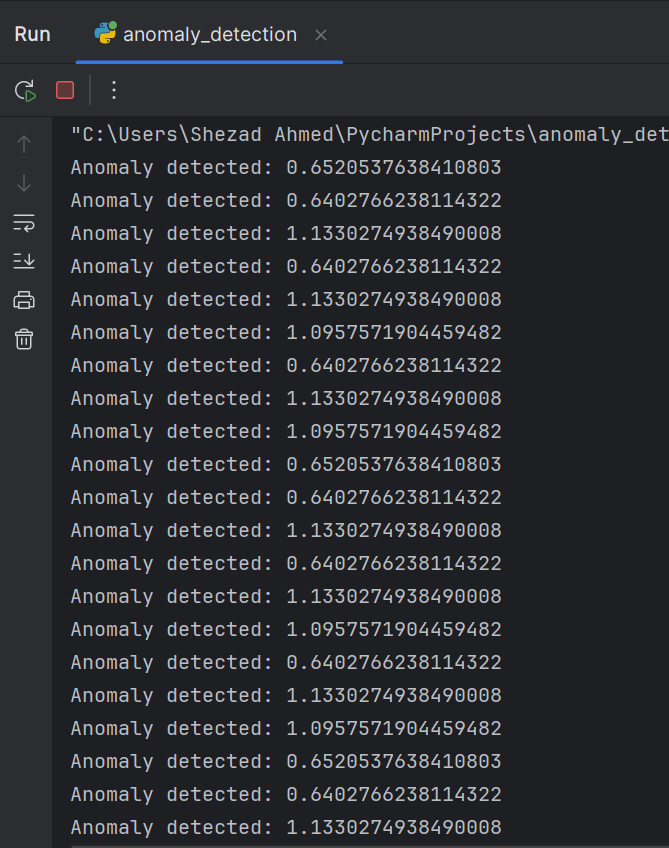 Run anomaly_detection
"C:\Users\Shezad Ahmed\PycharmProjects\anomaly_det
Anomaly detected: 0.6520537638410803
Anomaly detected: 0.6402766238114322
Anomaly detected: 1.1330274938490008
Anomaly detected: 0.6402766238114322
Anomaly detected: 1.1330274938490008
Anomaly detected: 1.0957571904459482
Anomaly detected: 0.6402766238114322
Anomaly detected: 1.1330274938490008
Anomaly detected: 1.0957571904459482
Anomaly detected: 0.6520537638410803
Anomaly detected: 0.6402766238114322
Anomaly detected: 1.1330274938490008
Anomaly detected: 0.6402766238114322
Anomaly detected: 1.1330274938490008
Anomaly detected: 1.0957571904459482
Anomaly detected: 0.6402766238114322
Anomaly detected: 1.1330274938490008
Anomaly detected: 1.0957571904459482
Anomaly detected: 0.6520537638410803
Anomaly detected: 0.6402766238114322
Anomaly detected: 1.1330274938490008